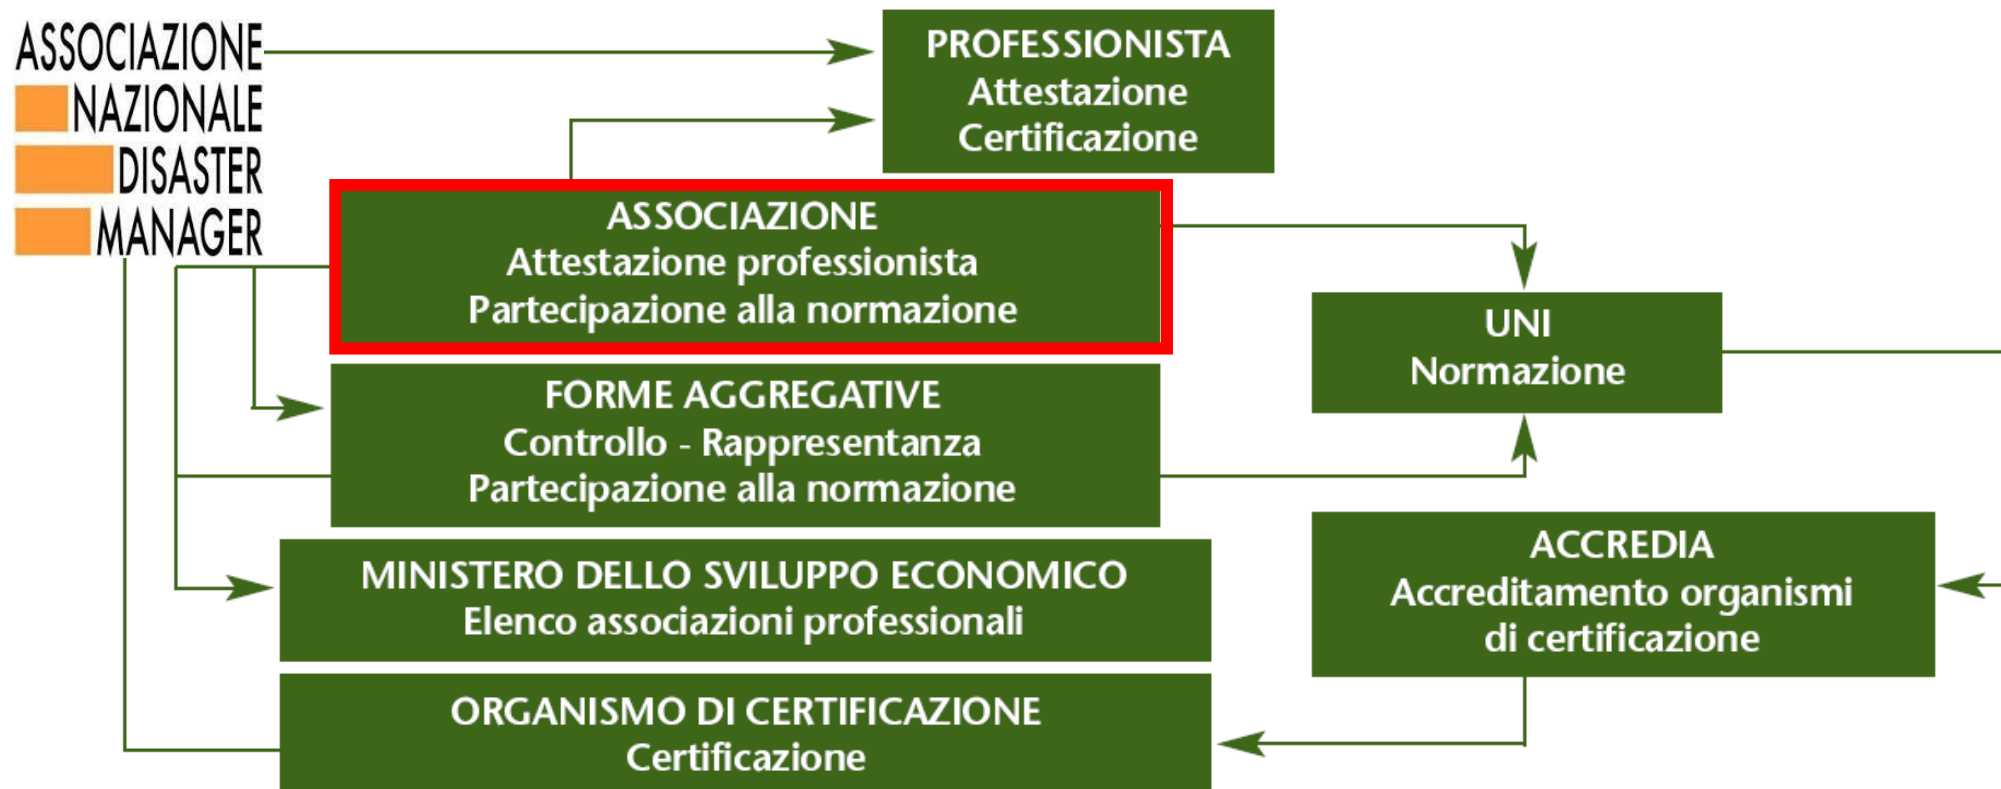 ASSOCIAZIONE
NAZIONALE
DISASTER
MANAGER
PROFESSIONISTA
Attestazione
Certificazione
ASSOCIAZIONE
Attestazione professionista
Partecipazione alla normazione
UNI
Normazione
FORME AGGREGATIVE
Controllo - Rappresentanza
Partecipazione alla normazione
ACCREDIA
Accreditamento organismi
di certificazione
MINISTERO DELLO SVILUPPO ECONOMICO
Elenco associazioni professionali
ORGANISMO DI CERTIFICAZIONE
Certificazione